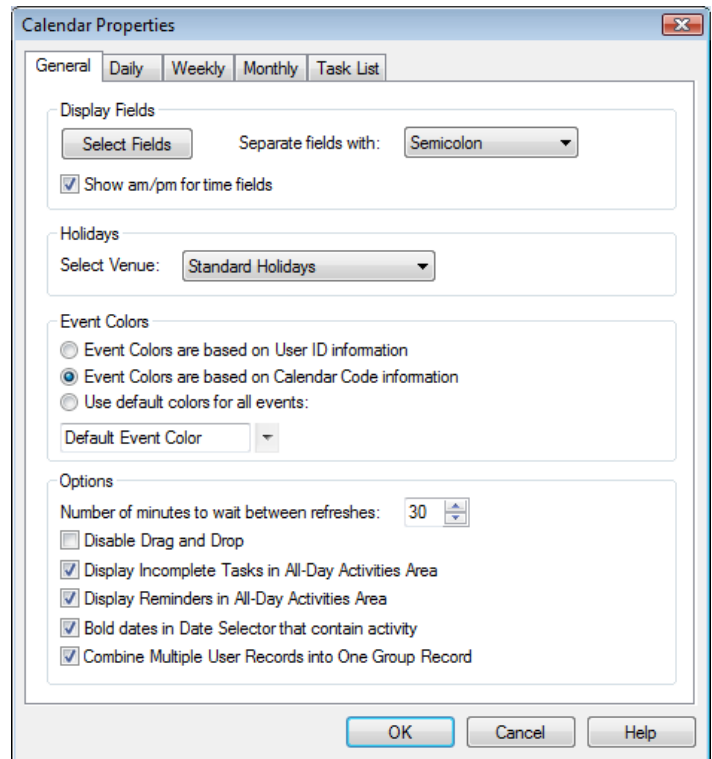 Calendar Properties
General Daily Weekly Monthly Task List
Display Fields
Select Fields Separate fields with: Semicolon
Show am/pm for time fields
Holidays
Select Venue: Standard Holidays
Event Colors
Event Colors are based on User ID information
Event Colors are based on Calendar Code information
Use default colors for all events:
Default Event Color
Options
Number of minutes to wait between refreshes: 30
Disable Drag and Drop
Display Incomplete Tasks in All-Day Activities Area
Display Reminders in All-Day Activities Area
Bold dates in Date Selector that contain activity
Combine Multiple User Records into One Group Record
OK Cancel Help